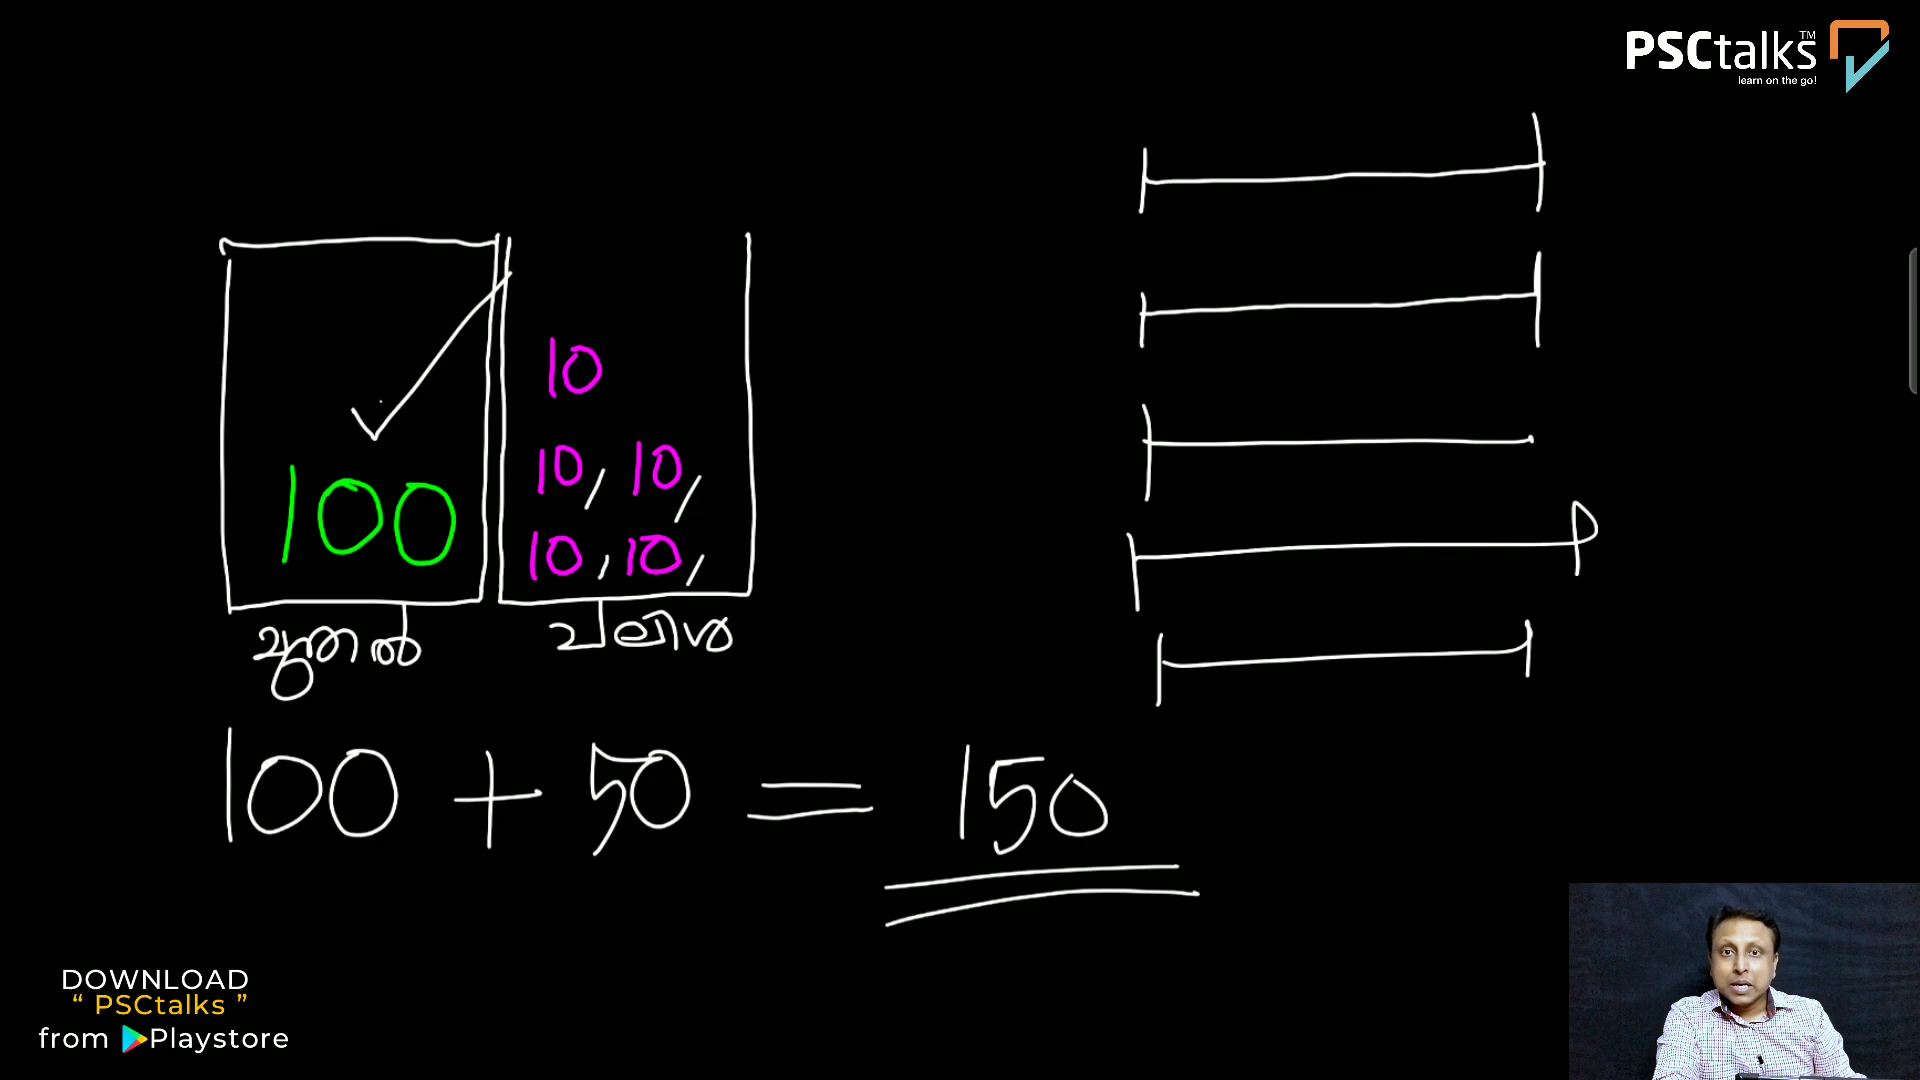 PSCtalks™
learn on the go!
10
10, 10,
100
10, 10,
മുതൽ
പലിശ
100 + 50 = 150
DOWNLOAD
“ PSCtalks ”
from Playstore